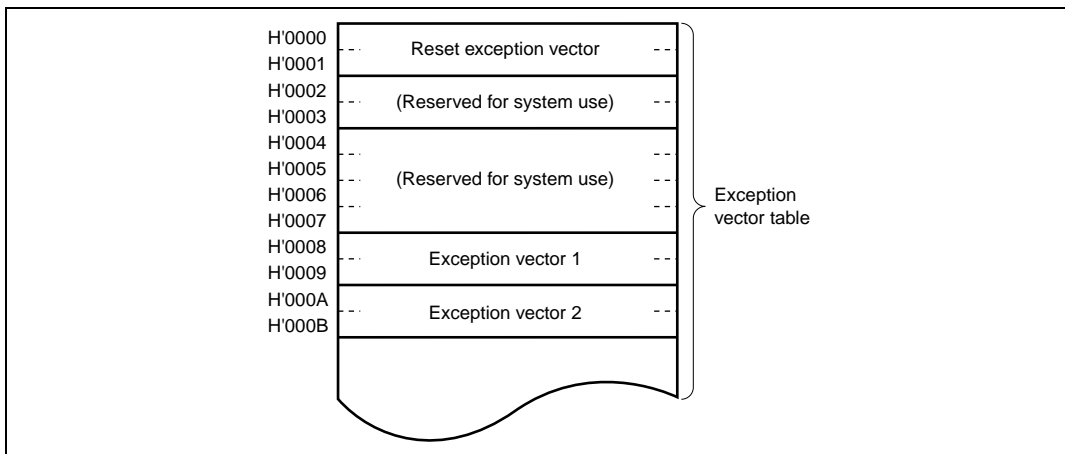 H'0000
Reset exception vector
H'0001
H'0002
(Reserved for system use)
H'0003
H'0004
H'0005
(Reserved for system use)
H'0006
H'0007
H'0008
Exception vector 1
H'0009
H'000A
Exception vector 2
H'000B
Exception
vector table